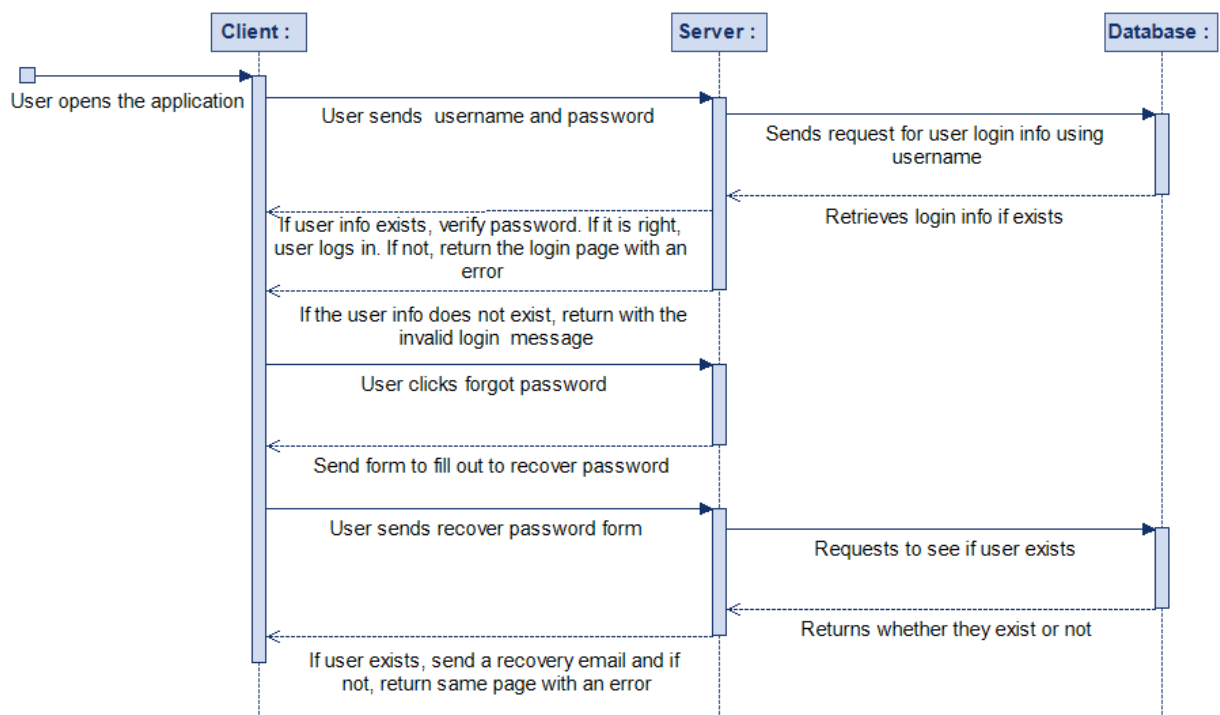 Client :
Server :
Database :
User opens the application
User sends  username and password
Sends request for user login info using
username
Retrieves login info if exists
If user info exists, verify password. If it is right,
user logs in. If not, return the login page with an
error
If the user info does not exist, return with the
invalid login  message
User clicks forgot password
Send form to fill out to recover password
User sends recover password form
Requests to see if user exists
Returns whether they exist or not
If user exists, send a recovery email and if
not, return same page with an error